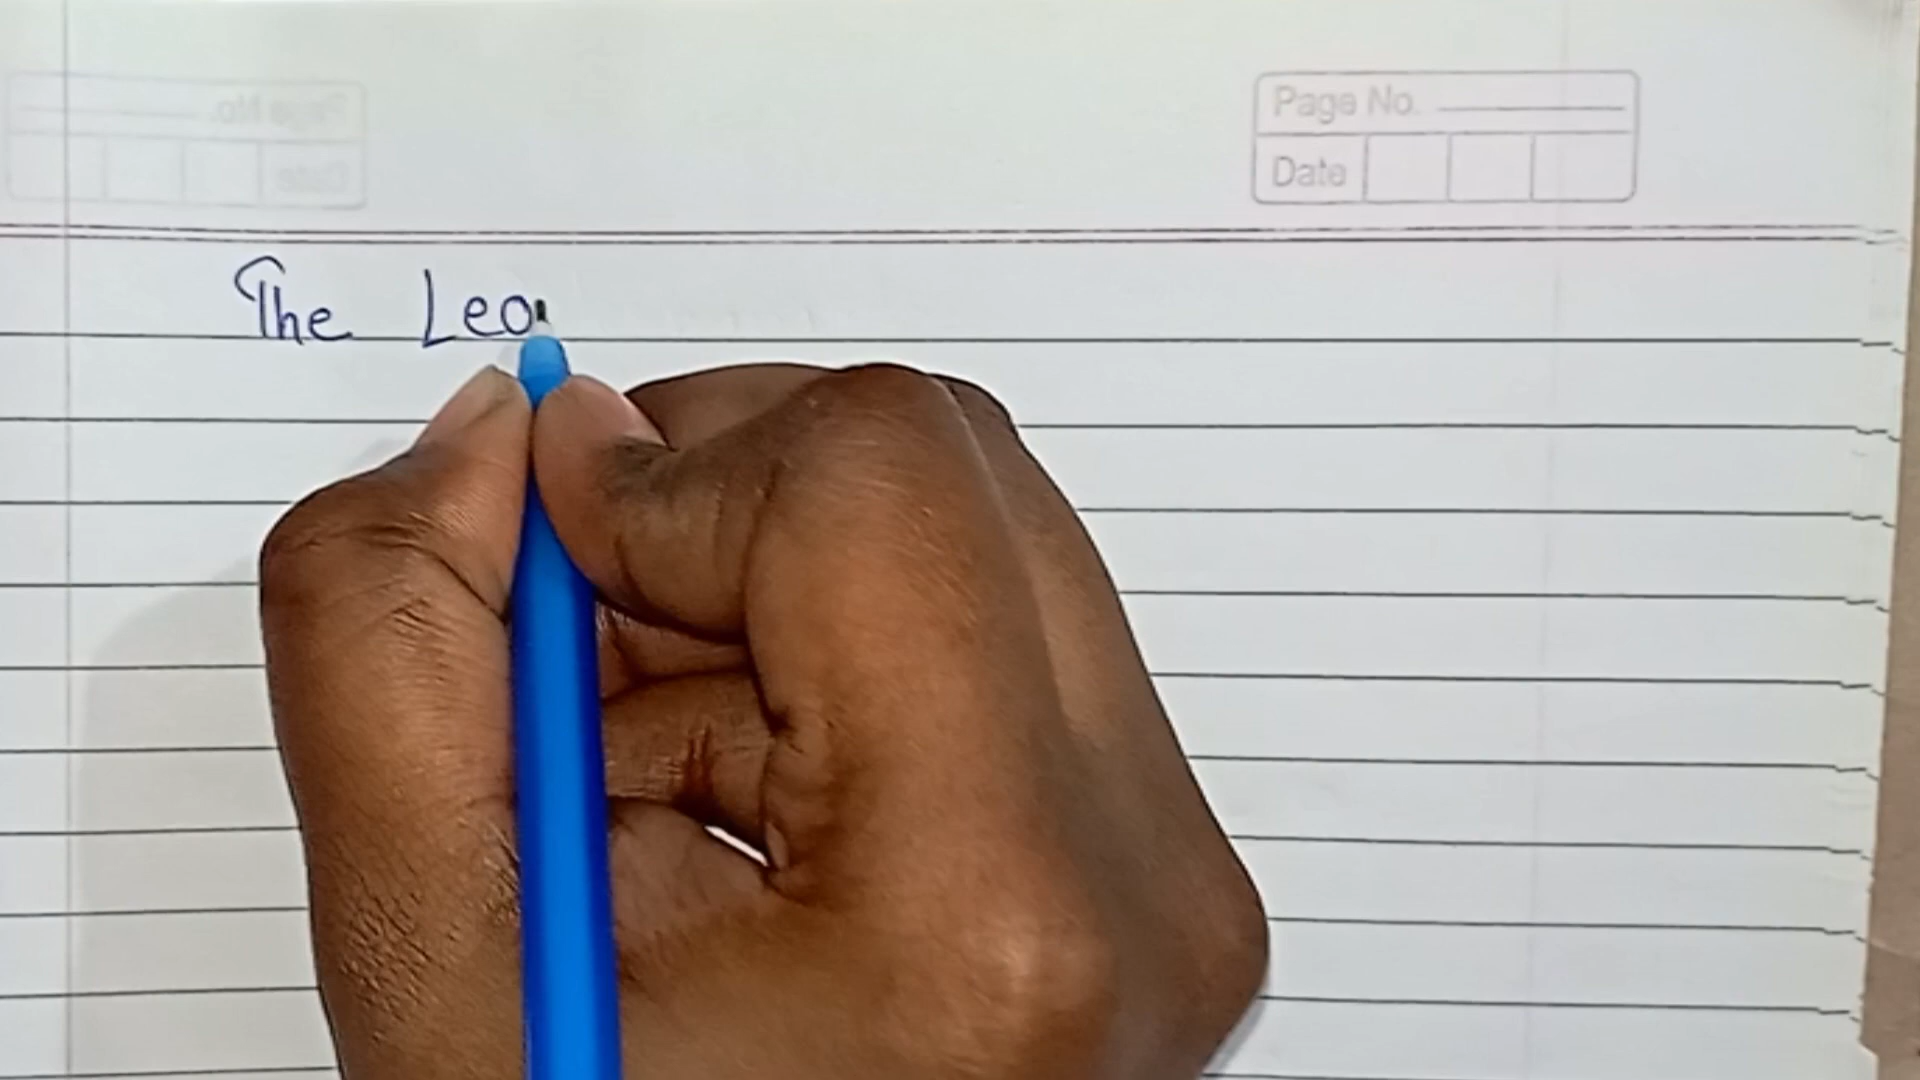 Page No.
Date
The Leo